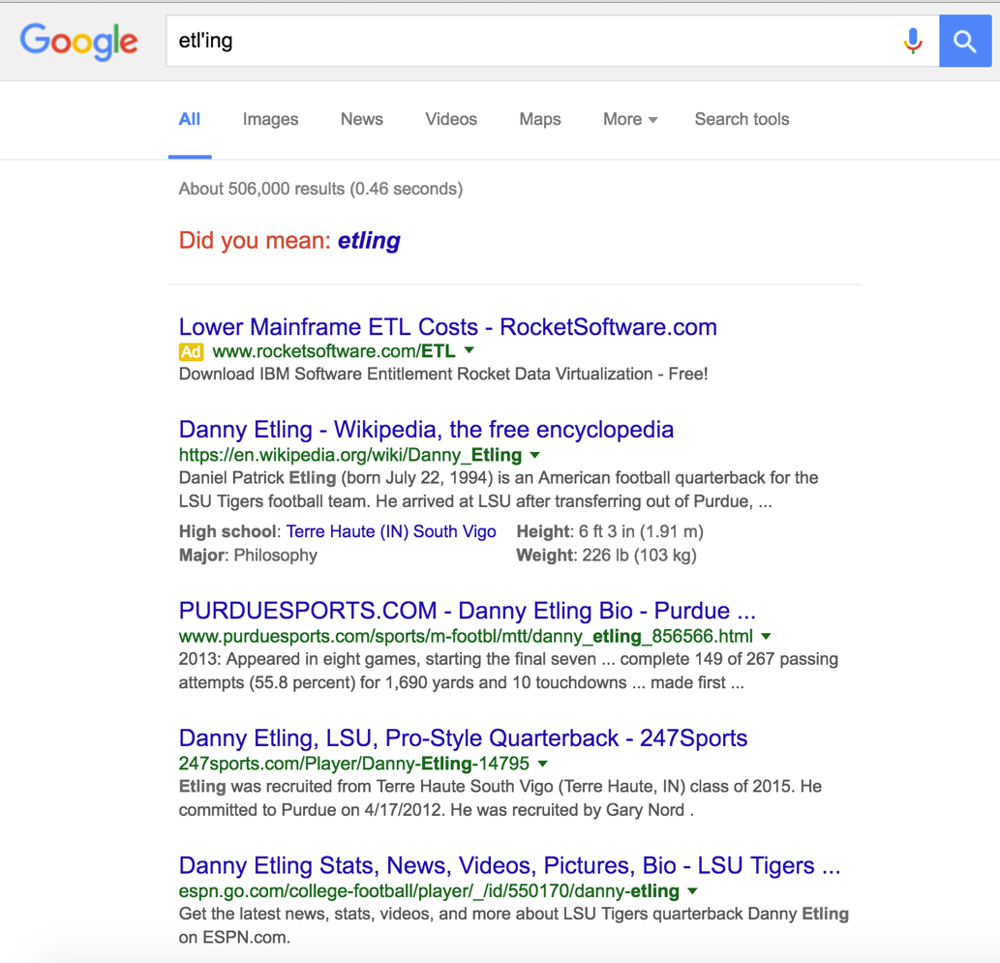 Google
etl'ing
All Images News Videos Maps More Search tools
About 506,000 results (0.46 seconds)
Did you mean: etling
Lower Mainframe ETL Costs - RocketSoftware.com
Ad www.rocketsoftware.com/ETL
Download IBM Software Entitlement Rocket Data Virtualization - Free!
Danny Etling - Wikipedia, the free encyclopedia
https://en.wikipedia.org/wiki/Danny_Etling
Daniel Patrick Etling (born July 22, 1994) is an American football quarterback for the
LSU Tigers football team. He arrived at LSU after transferring out of Purdue, ...
High school: Terre Haute (IN) South Vigo Height: 6 ft 3 in (1.91 m)
Major: Philosophy Weight: 226 lb (103 kg)
PURDUESPORTS.COM - Danny Etling Bio - Purdue ...
www.purduesports.com/sports/m-footbl/mtt/danny_etling_856566.html
2013: Appeared in eight games, starting the final seven ... complete 149 of 267 passing
attempts (55.8 percent) for 1,690 yards and 10 touchdowns ... made first ...
Danny Etling, LSU, Pro-Style Quarterback - 247Sports
247sports.com/Player/Danny-Etling-14795
Etling was recruited from Terre Haute South Vigo (Terre Haute, IN) class of 2015. He
committed to Purdue on 4/17/2012. He was recruited by Gary Nord .
Danny Etling Stats, News, Videos, Pictures, Bio - LSU Tigers ...
espn.go.com/college-football/player/_/id/550170/danny-etling
Get the latest news, stats, videos, and more about LSU Tigers quarterback Danny Etling
on ESPN.com.